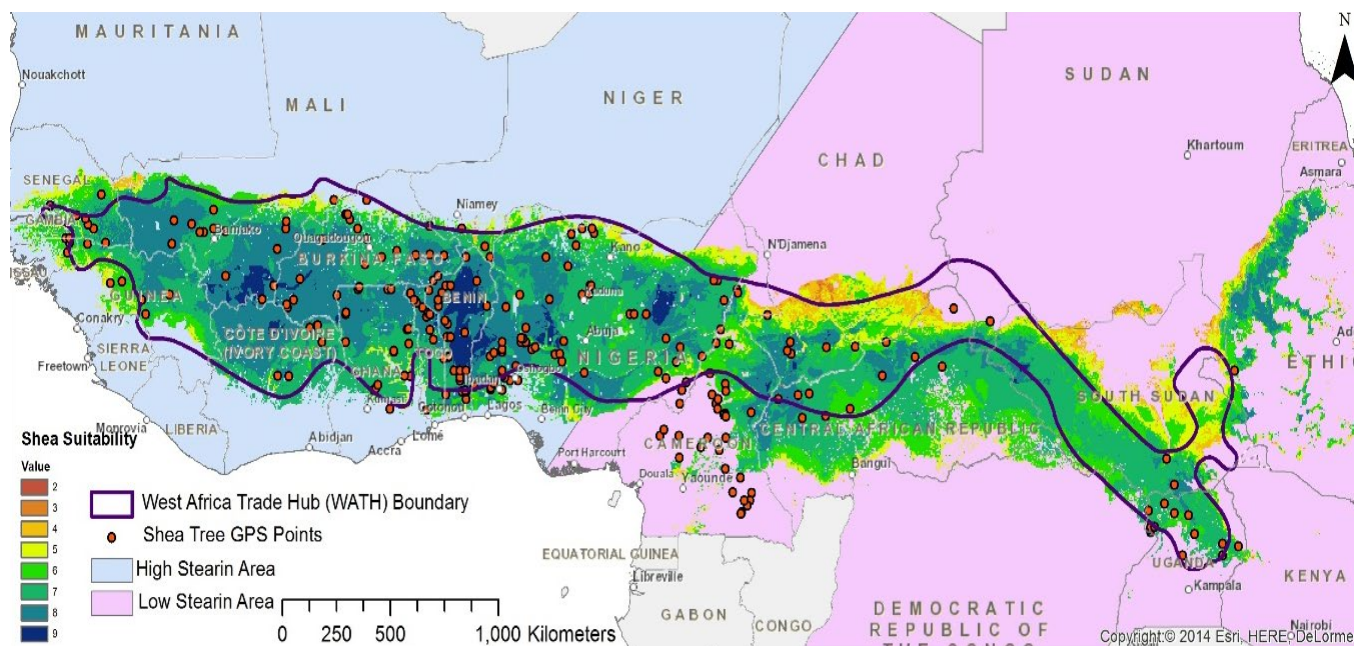 N
MAURITANIA
SUDAN
Nouakchott
NIGER
MALI
CHAD
Khartoum
ERITREA
Asmara
SENEGAL
GAMBIA
Niamey
Bamako
Ouagadougou
BURKINA FASO
Kano
N'Djamena
GUINEA
BENIN
Kaduna
Conakry
CÔTE D'IVOIRE
(IVORY COAST)
Abuja
NIGERIA
SIERRA
LEONE
Freetown
TOGO
GHANA
Oshogbo
Ibadan
Kumasi
Cotonou
Lagos
Benin City
SOUTH SUDAN
Monrovia
LIBERIA
Abidjan
Lomé
Accra
CAMEROON
CENTRAL AFRICAN REPUBLIC
Port Harcourt
Douala
Yaounde
Bangui
Shea Suitability
Value
2
3
4
5
6
7
8
9
West Africa Trade Hub (WATH) Boundary
Shea Tree GPS Points
High Stearin Area
Low Stearin Area
0 250 500 1,000 Kilometers
EQUATORIAL GUINEA
Libreville
GABON
CONGO
UGANDA
Kampala
KENYA
Nairobi
DEMOCRATIC
REPUBLIC OF
THE CONGO
Copyright:© 2014 Esri, HERE, DeLorme